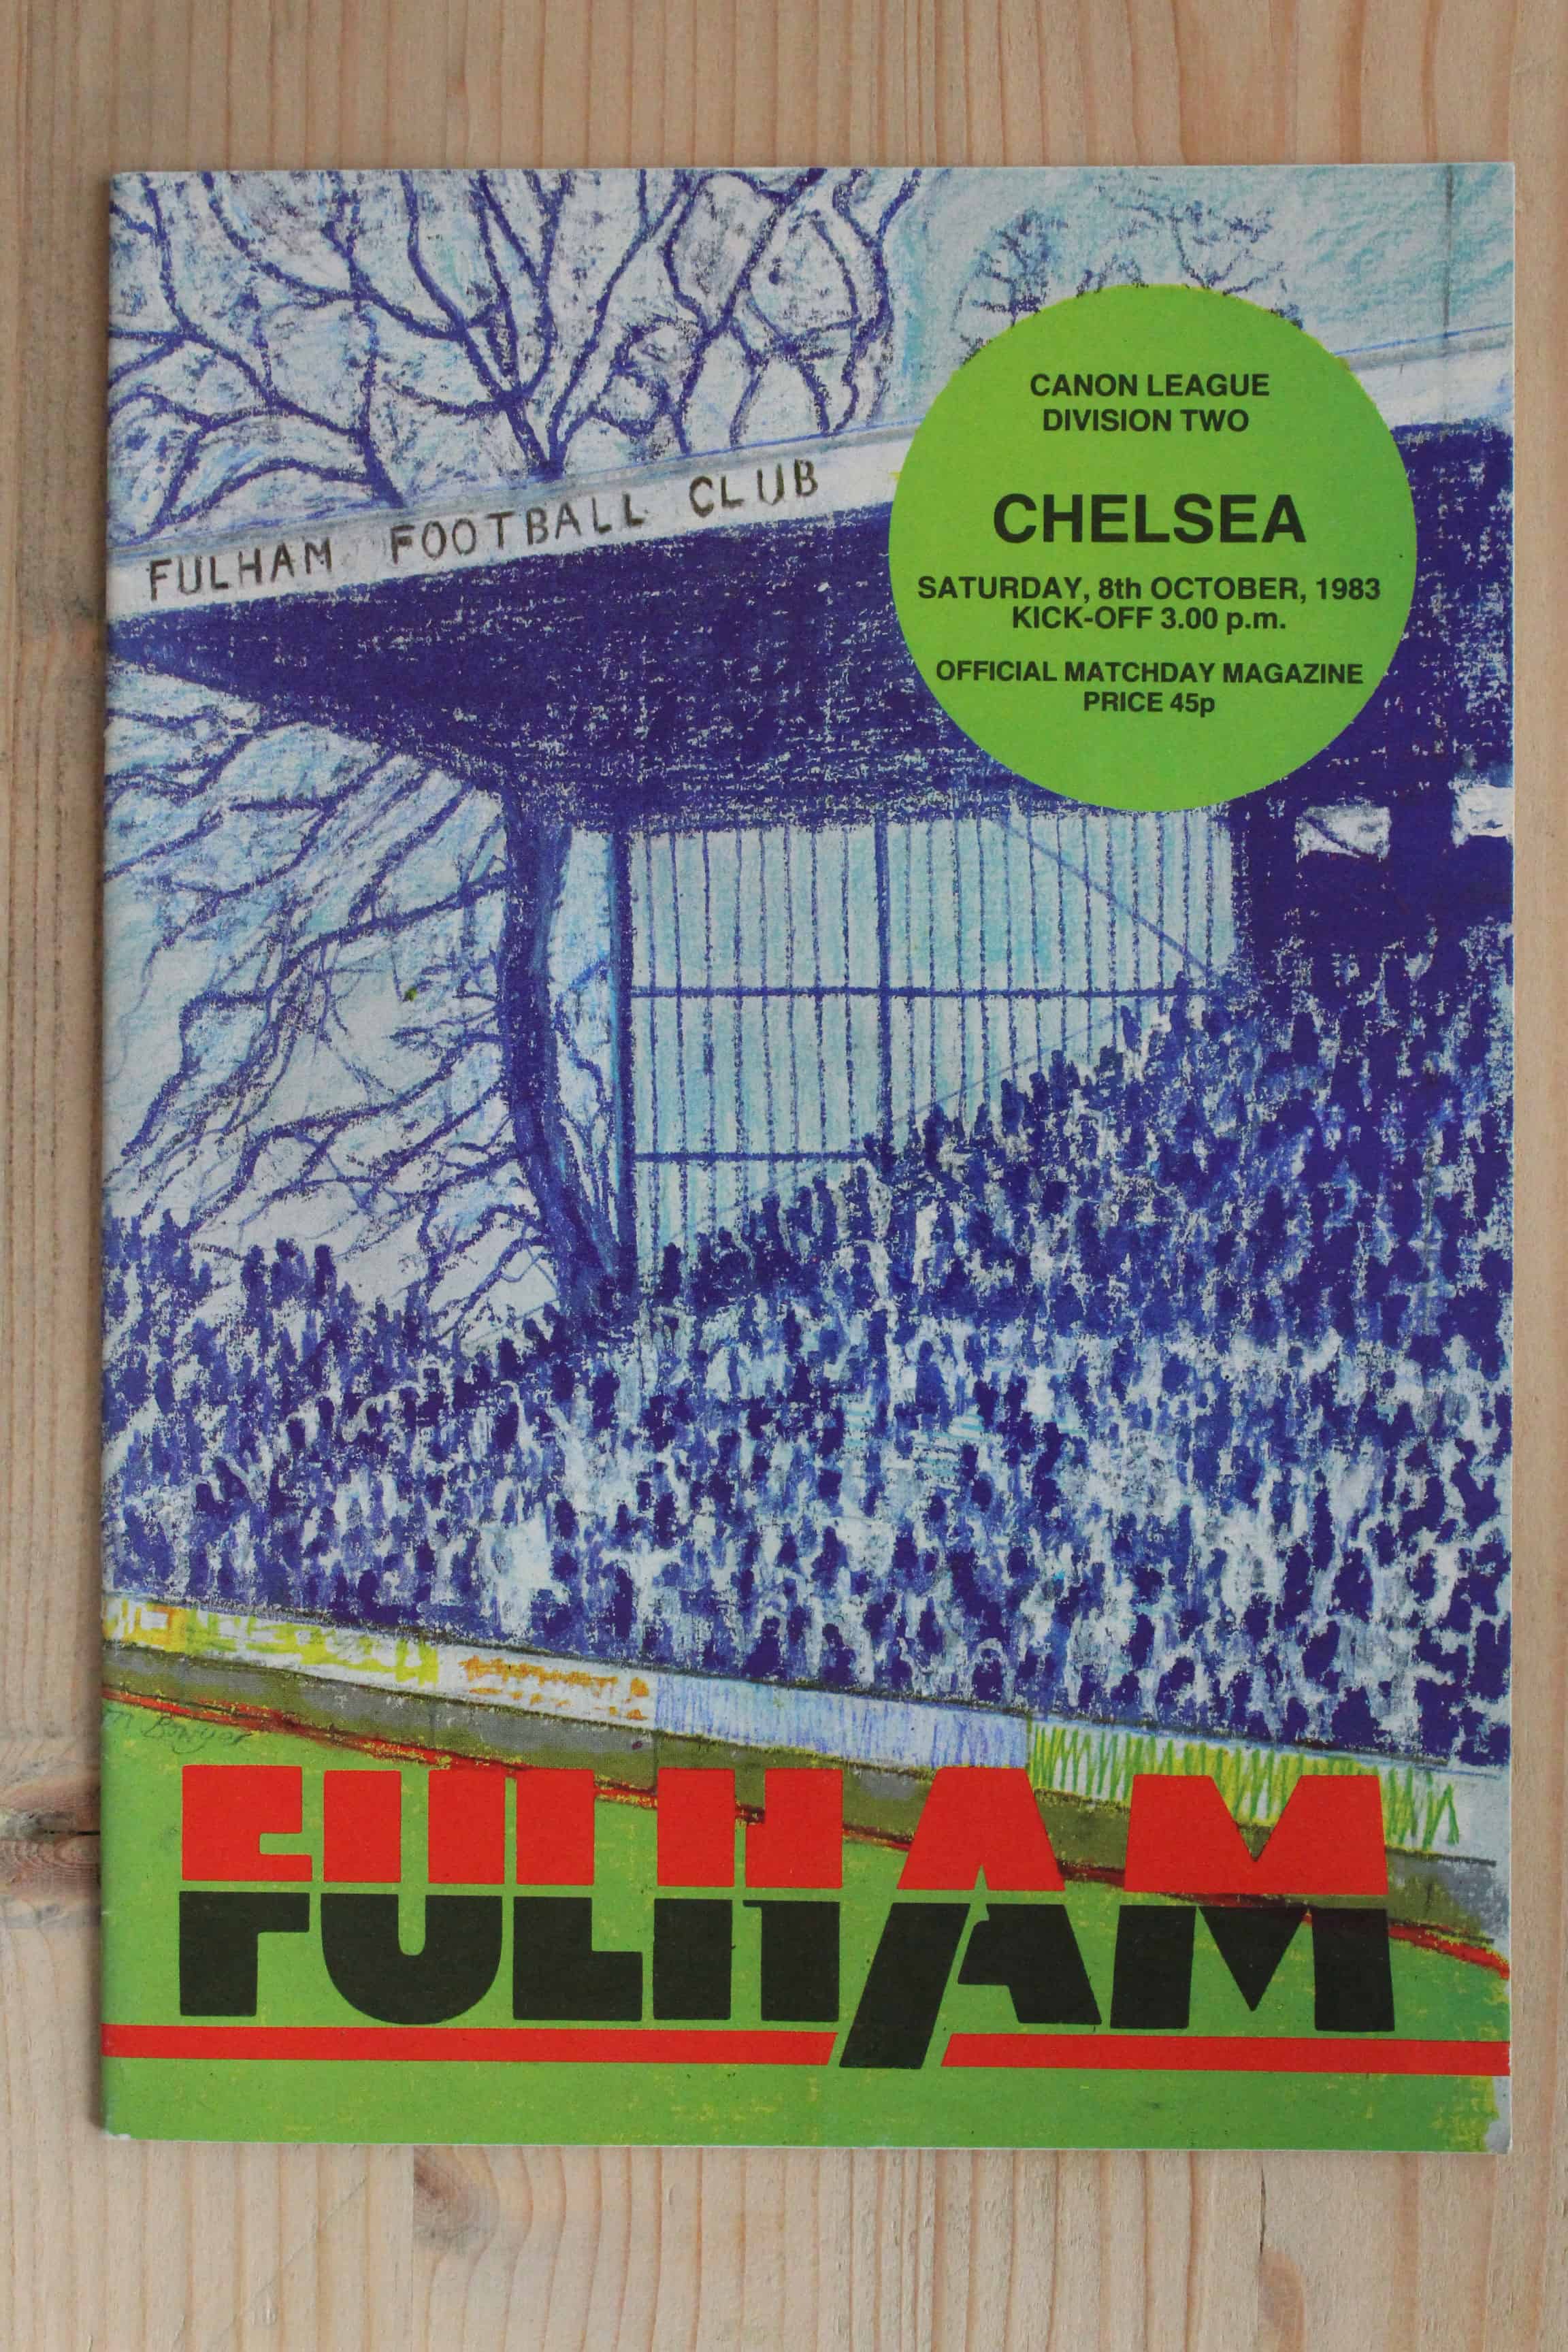 FULHAM FOOTBALL CLUB
CANON LEAGUE
DIVISION TWO
CHELSEA
SATURDAY, 8th OCTOBER, 1983
KICK-OFF 3.00 p.m.
OFFICIAL MATCHDAY MAGAZINE
PRICE 45p
Bowyer
FULHAM